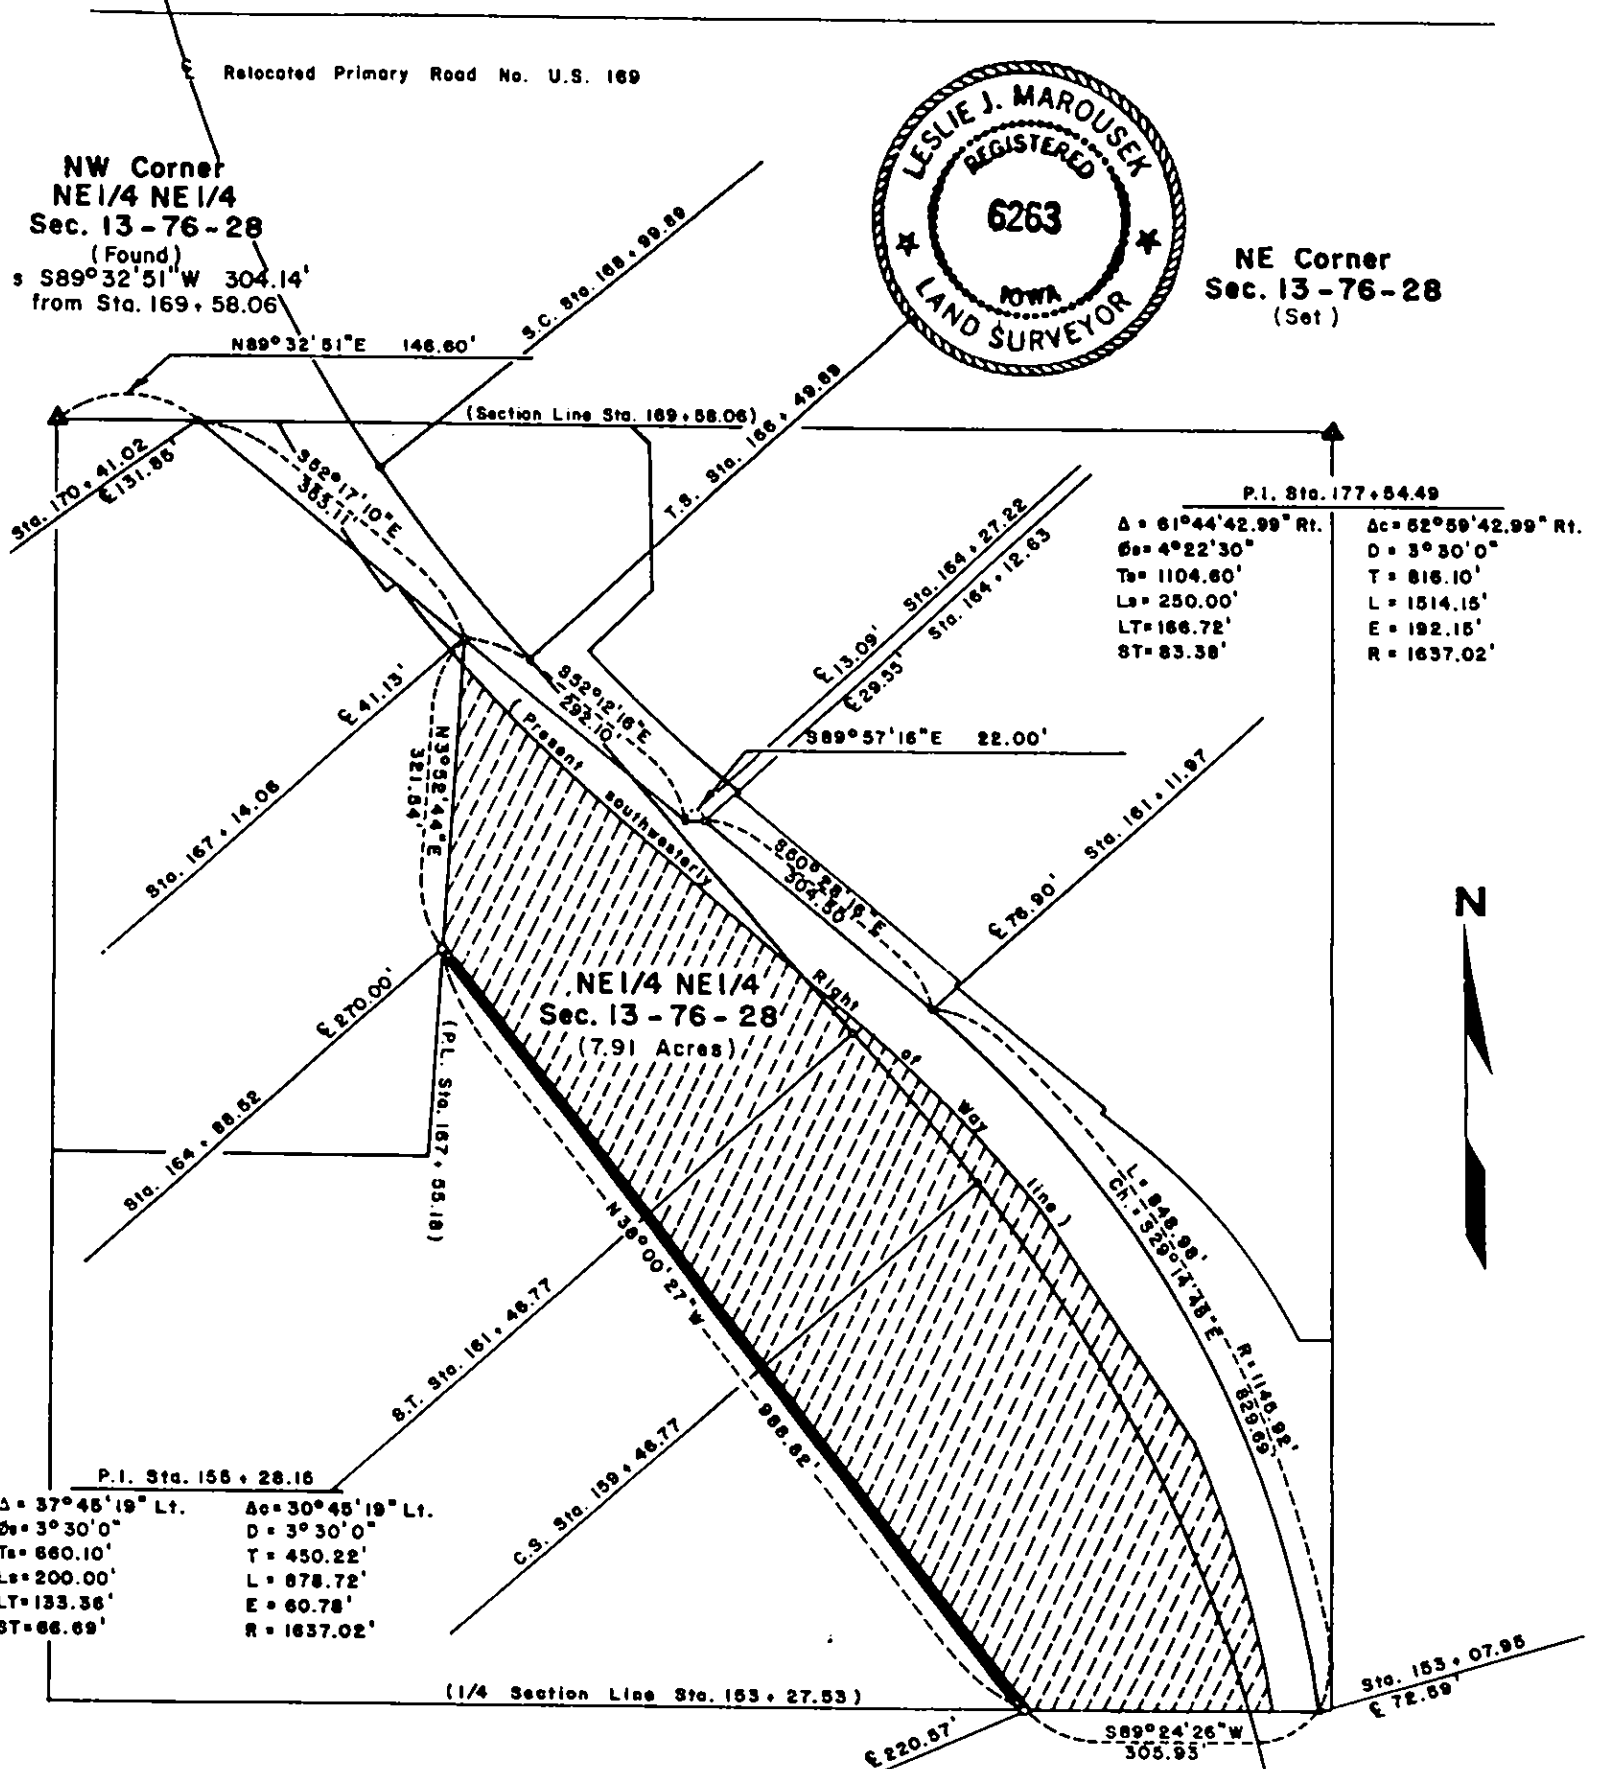 ℄ Relocated Primary Road No. U.S. 169
NW Corner
NE1/4 NE1/4
Sec. 13-76-28
(Found)
s S89°32'51"W 304.14'
from Sta. 169+58.06
LESLIE J. MAROUSEK
REGISTERED
6263
IOWA
LAND SURVEYOR
NE Corner
Sec. 13-76-28
(Set)
N89°32'51"E 146.60'
S.C. Sta. 168+99.89
(Section Line Sta. 169+58.06)
T.S. Sta. 166+49.89
Sta. 170+41.02
℄ 131.85'
S52°17'10"E
P.I. Sta. 177+54.49
Δ = 61°44'42.99" Rt.
Øs= 4°22'30"
Ts= 1104.60'
Ls= 250.00'
LT= 166.72'
ST= 83.38'
Δc= 52°59'42.99" Rt.
D = 3°30'0"
T = 816.10'
L = 1514.15'
E = 192.15'
R = 1637.02'
℄ 13.09' Sta. 164+27.22
℄ 29.55' Sta. 164+12.63
S52°12'16"E
292.10'
S89°57'16"E 22.00'
℄ 41.13'
Sta. 167+14.06
N3°52'44"E
321.54'
(Present southwesterly Right of Way line)
S50°28'16"E
304.50'
℄ 76.90' Sta. 161+11.97
N
NE1/4 NE1/4
Sec. 13-76-28
(7.91 Acres)
℄ 270.00'
Sta. 164+88.52
(P.L. Sta. 167+55.18)
N38°00'27"W
988.62'
L = 848.98'
Ch. = S29°14'48"E
R = 1145.92'
829.69'
S.T. Sta. 161+46.77
C.S. Sta. 159+46.77
P.I. Sta. 155+28.16
Δ = 37°45'19" Lt.
Øs= 3°30'0"
Ts= 660.10'
Ls= 200.00'
LT= 133.36'
ST= 66.69'
Δc= 30°45'19" Lt.
D = 3°30'0"
T = 450.22'
L = 878.72'
E = 60.78'
R = 1637.02'
(1/4 Section Line Sta. 153+27.53)
℄ 220.57'
S89°24'26"W
305.93'
Sta. 153+07.95
℄ 72.59'